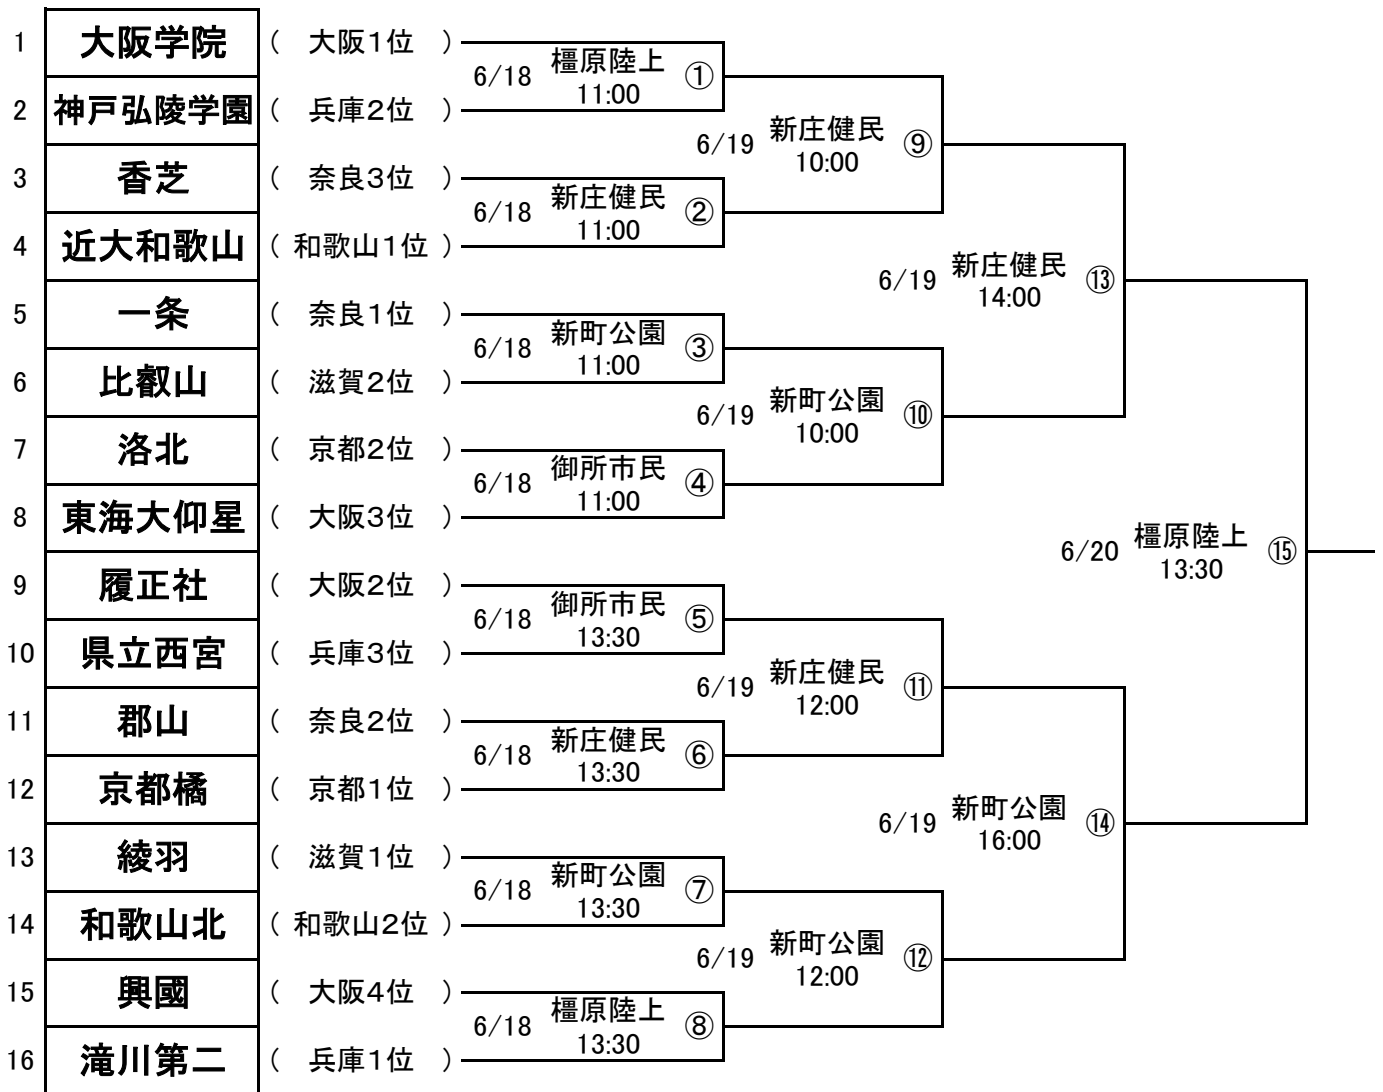 1 大阪学院 ( 大阪1位 )
6/18 橿原陸上 ①
11:00
2 神戸弘陵学園 ( 兵庫2位 )
6/19 新庄健民 ⑨
10:00
3 香芝 ( 奈良3位 )
6/18 新庄健民 ②
11:00
4 近大和歌山 ( 和歌山1位 )
6/19 新庄健民 ⑬
14:00
5 一条 ( 奈良1位 )
6/18 新町公園 ③
11:00
6 比叡山 ( 滋賀2位 )
6/19 新町公園 ⑩
10:00
7 洛北 ( 京都2位 )
6/18 御所市民 ④
11:00
8 東海大仰星 ( 大阪3位 )
6/20 橿原陸上 ⑮
13:30
9 履正社 ( 大阪2位 )
6/18 御所市民 ⑤
13:30
10 県立西宮 ( 兵庫3位 )
6/19 新庄健民 ⑪
12:00
11 郡山 ( 奈良2位 )
6/18 新庄健民 ⑥
13:30
12 京都橘 ( 京都1位 )
6/19 新町公園 ⑭
16:00
13 綾羽 ( 滋賀1位 )
6/18 新町公園 ⑦
13:30
14 和歌山北 ( 和歌山2位 )
6/19 新町公園 ⑫
12:00
15 興國 ( 大阪4位 )
6/18 橿原陸上 ⑧
13:30
16 滝川第二 ( 兵庫1位 )